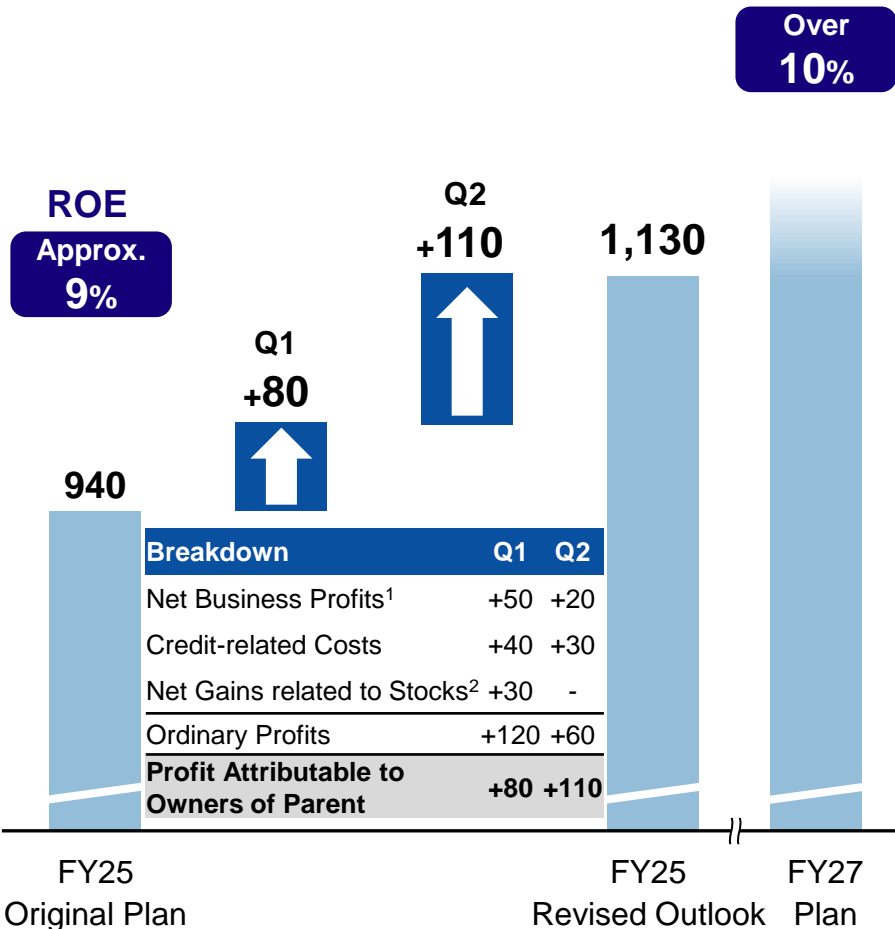 Over
10%
ROE
Approx.
9%
Q2
+110
1,130
Q1
+80
940
Breakdown Q1 Q2
Net Business Profits¹ +50 +20
Credit-related Costs +40 +30
Net Gains related to Stocks² +30 -
Ordinary Profits +120 +60
Profit Attributable to
Owners of Parent +80 +110
FY25
Original Plan
FY25
Revised Outlook
FY27
Plan